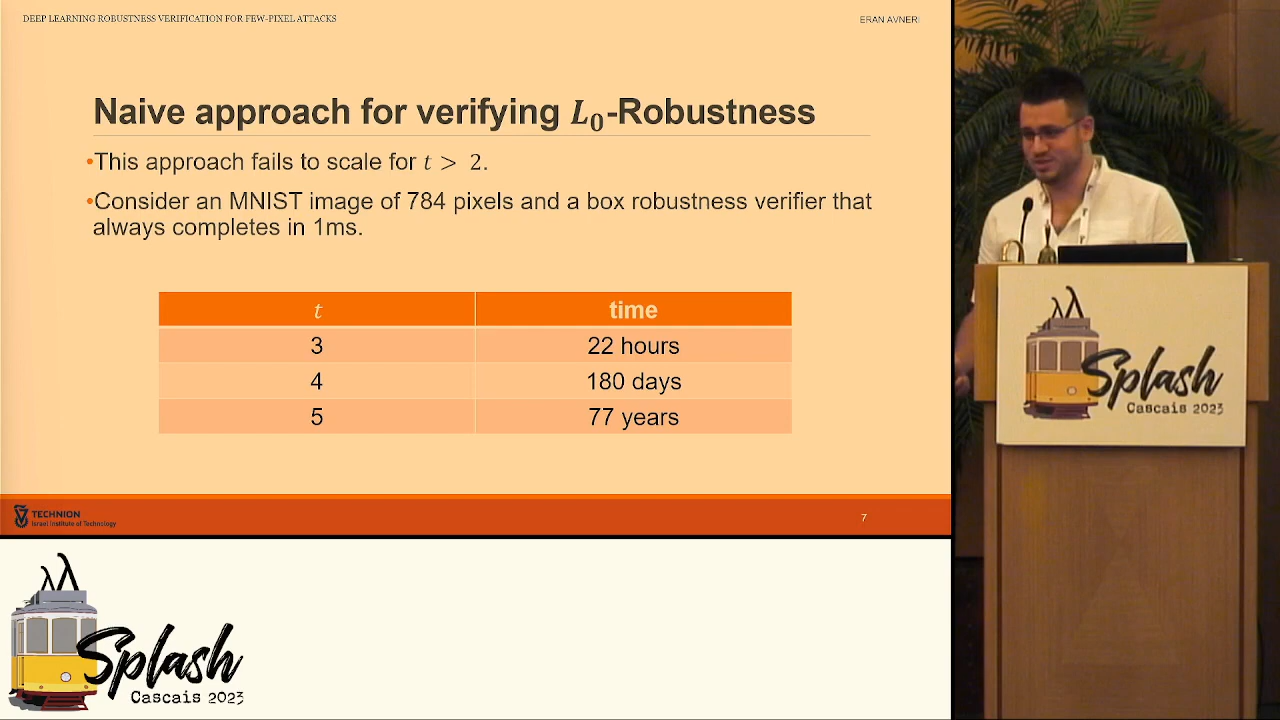 DEEP LEARNING ROBUSTNESS VERIFICATION FOR FEW-PIXEL ATTACKS
ERAN AVNERI
Naive approach for verifying L₀-Robustness
•This approach fails to scale for t > 2.
•Consider an MNIST image of 784 pixels and a box robustness verifier that
always completes in 1ms.
t time
3 22 hours
4 180 days
5 77 years
TECHNION
Israel Institute of Technology
7
Splash
Cascais 2023
Splash
Cascais 2023